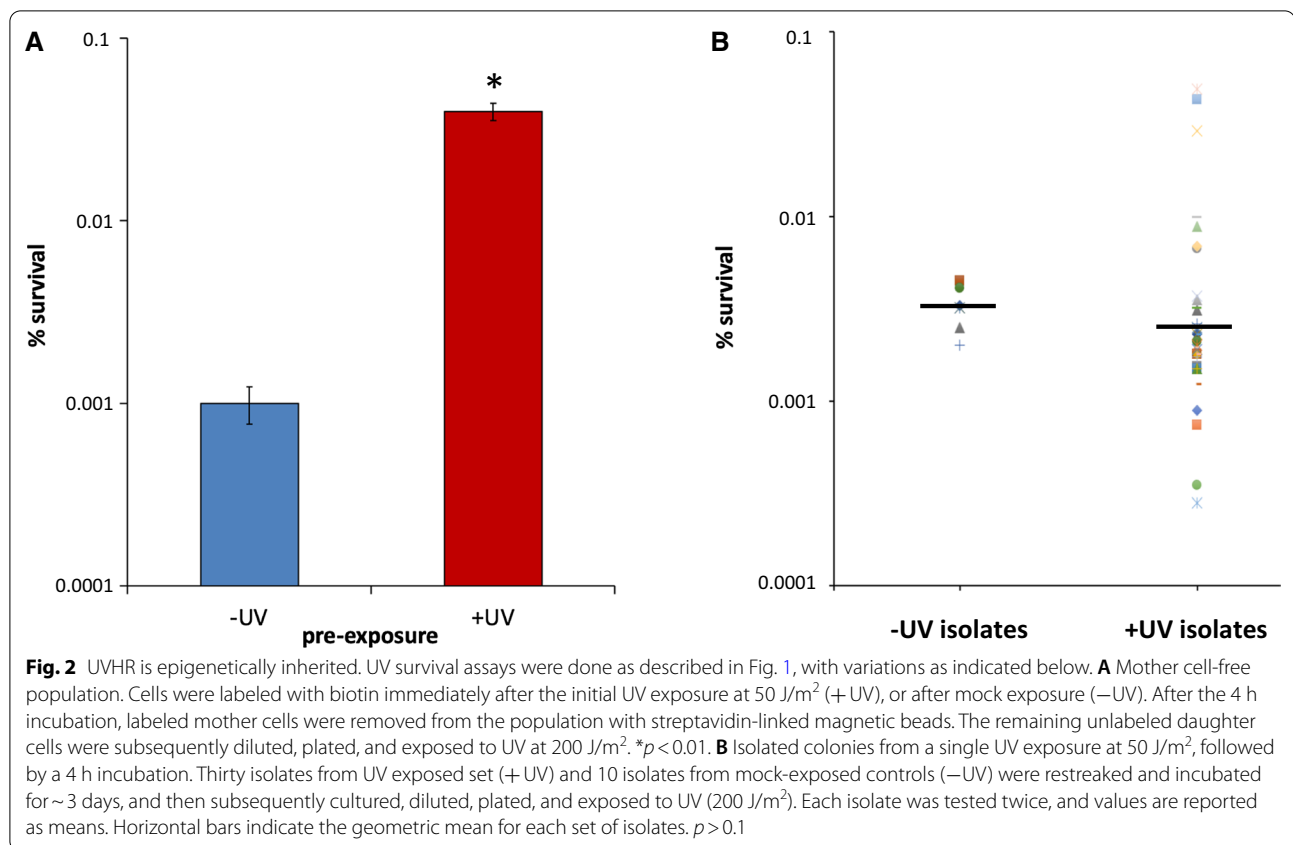 A
0.1
0.01
0.001
0.0001
% survival
*
-UV
+UV
pre-exposure
B
0.1
0.01
0.001
0.0001
% survival
-UV isolates
+UV isolates
Fig. 2 UVHR is epigenetically inherited. UV survival assays were done as described in Fig. 1, with variations as indicated below. A Mother cell-free
population. Cells were labeled with biotin immediately after the initial UV exposure at 50 J/m² (+ UV), or after mock exposure (−UV). After the 4 h
incubation, labeled mother cells were removed from the population with streptavidin-linked magnetic beads. The remaining unlabeled daughter
cells were subsequently diluted, plated, and exposed to UV at 200 J/m². *p < 0.01. B Isolated colonies from a single UV exposure at 50 J/m², followed
by a 4 h incubation. Thirty isolates from UV exposed set (+ UV) and 10 isolates from mock-exposed controls (−UV) were restreaked and incubated
for ~ 3 days, and then subsequently cultured, diluted, plated, and exposed to UV (200 J/m²). Each isolate was tested twice, and values are reported
as means. Horizontal bars indicate the geometric mean for each set of isolates. p > 0.1